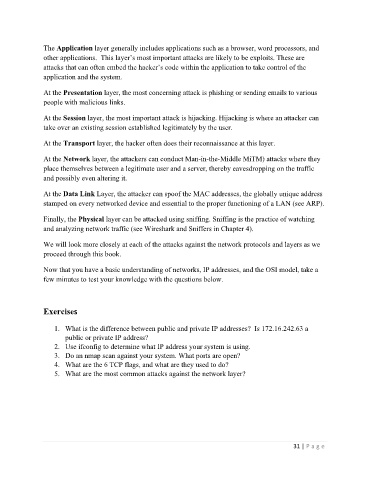 The Application layer generally includes applications such as a browser, word processors, and
other applications. This layer's most important attacks are likely to be exploits. These are
attacks that can often embed the hacker's code within the application to take control of the
application and the system.
At the Presentation layer, the most concerning attack is phishing or sending emails to various
people with malicious links.
At the Session layer, the most important attack is hijacking. Hijacking is where an attacker can
take over an existing session established legitimately by the user.
At the Transport layer, the hacker often does their reconnaissance at this layer.
At the Network layer, the attackers can conduct Man-in-the-Middle MiTM) attacks where they
place themselves between a legitimate user and a server, thereby eavesdropping on the traffic
and possibly even altering it.
At the Data Link Layer, the attacker can spoof the MAC addresses, the globally unique address
stamped on every networked device and essential to the proper functioning of a LAN (see ARP).
Finally, the Physical layer can be attacked using sniffing. Sniffing is the practice of watching
and analyzing network traffic (see Wireshark and Sniffers in Chapter 4).
We will look more closely at each of the attacks against the network protocols and layers as we
proceed through this book.
Now that you have a basic understanding of networks, IP addresses, and the OSI model, take a
few minutes to test your knowledge with the questions below.
Exercises
1. What is the difference between public and private IP addresses? Is 172.16.242.63 a
public or private IP address?
2. Use ifconfig to determine what IP address your system is using.
3. Do an nmap scan against your system. What ports are open?
4. What are the 6 TCP flags, and what are they used to do?
5. What are the most common attacks against the network layer?
31 | Page